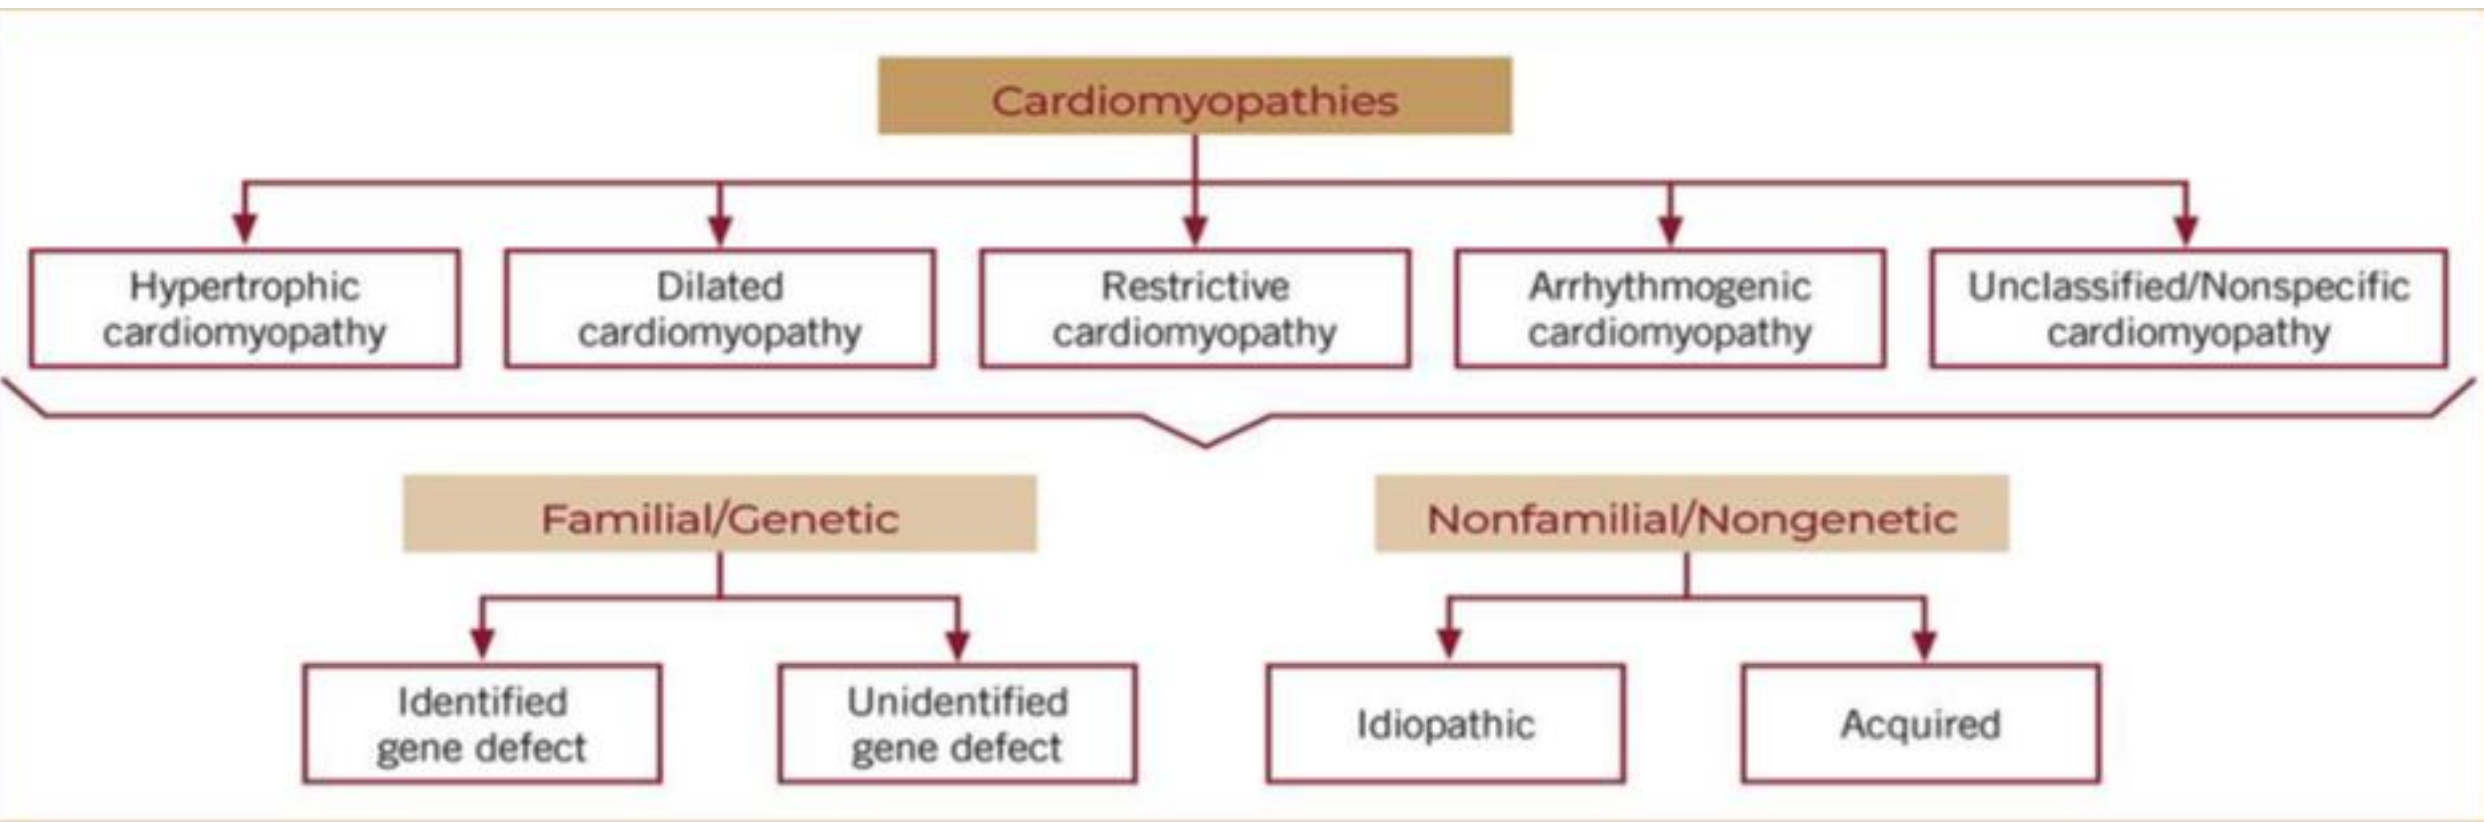 Cardiomyopathies
Hypertrophic
cardiomyopathy
Dilated
cardiomyopathy
Restrictive
cardiomyopathy
Arrhythmogenic
cardiomyopathy
Unclassified/Nonspecific
cardiomyopathy
Familial/Genetic
Nonfamilial/Nongenetic
Identified
gene defect
Unidentified
gene defect
Idiopathic
Acquired